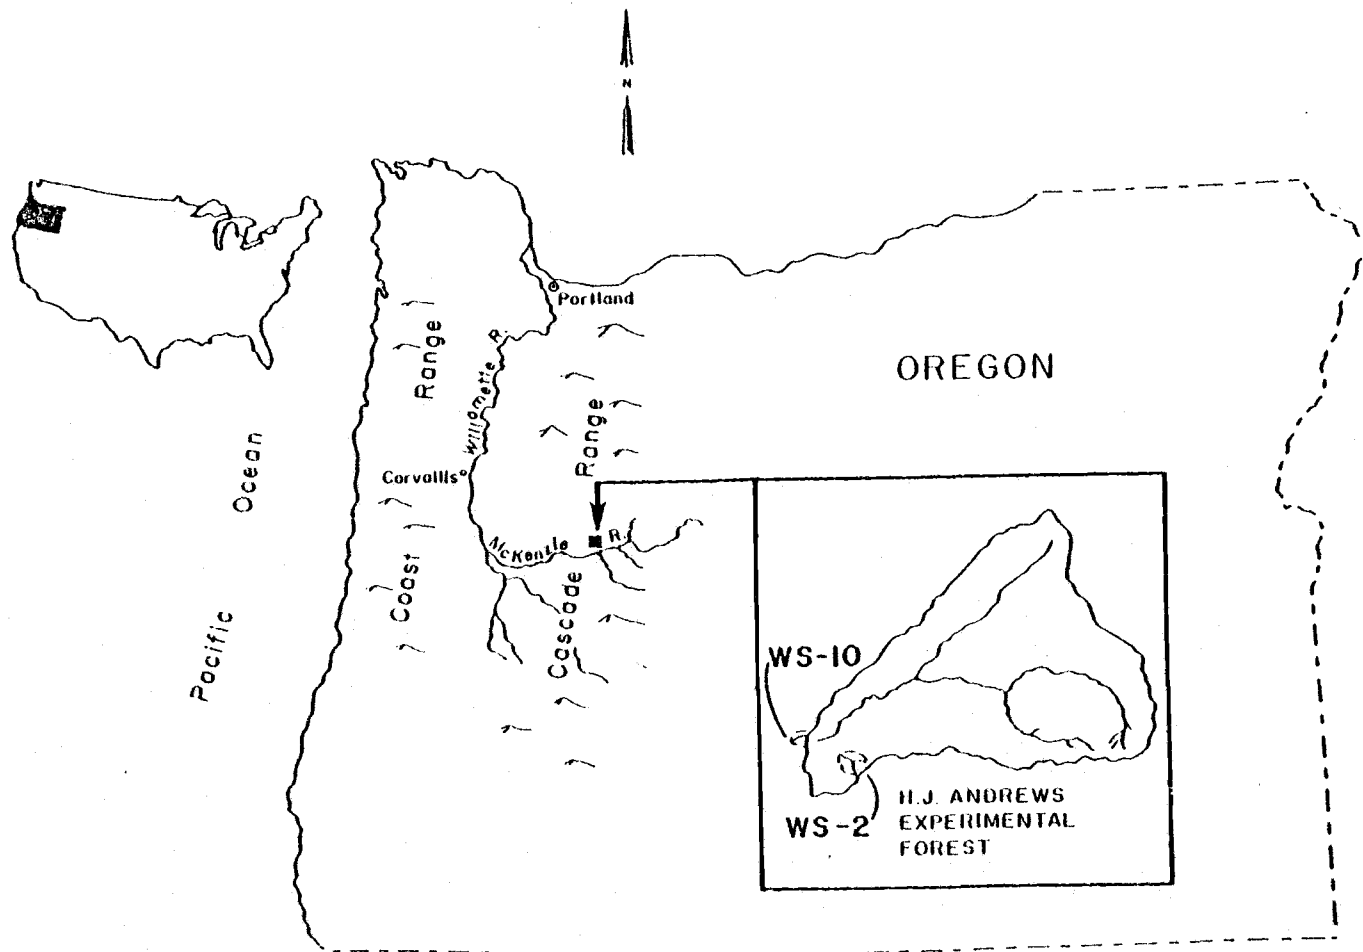 N
Portland
OREGON
Range
Willamette R.
Range
Ocean
Corvallis
McKenzie R.
Coast
Cascade
Pacific
WS-10
WS-2
H.J. ANDREWS
EXPERIMENTAL
FOREST